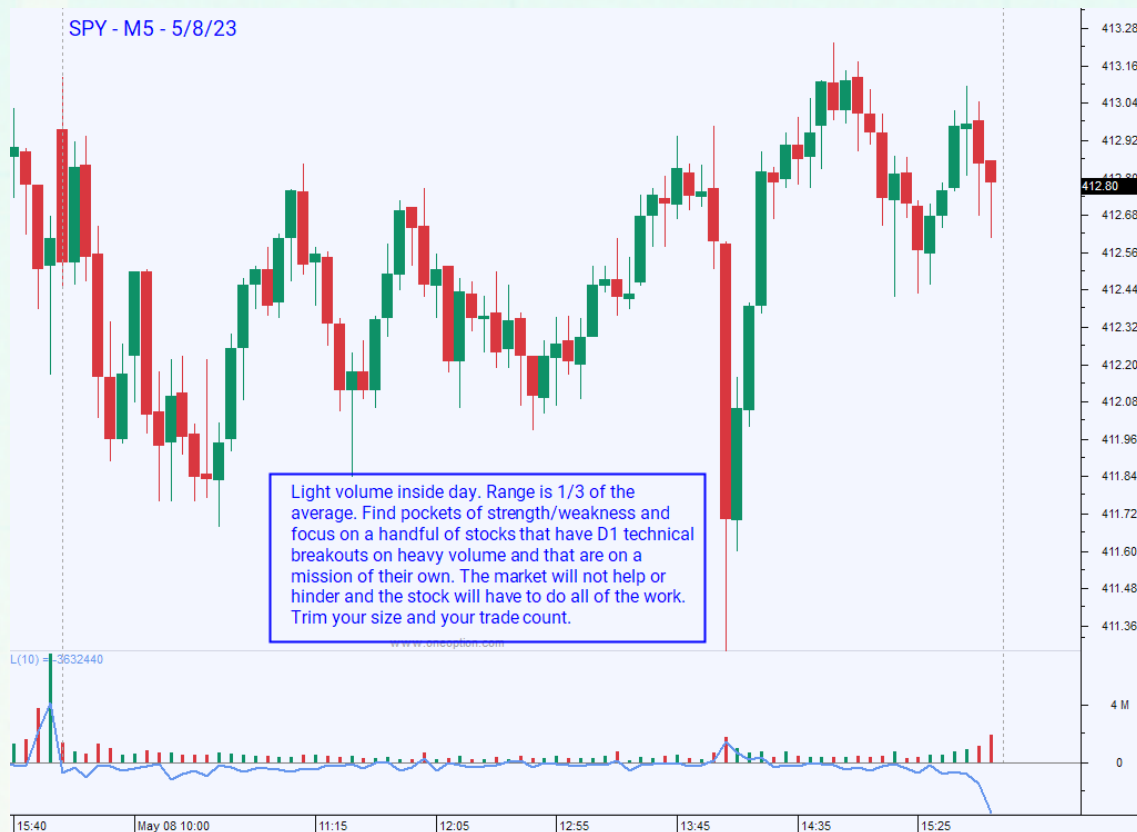 SPY - M5 - 5/8/23
413.28
413.16
413.04
412.92
412.80
412.68
412.56
412.44
412.32
412.20
412.08
411.96
411.84
411.72
411.60
411.48
411.36
Light volume inside day. Range is 1/3 of the
average. Find pockets of strength/weakness and
focus on a handful of stocks that have D1 technical
breakouts on heavy volume and that are on a
mission of their own. The market will not help or
hinder and the stock will have to do all of the work.
Trim your size and your trade count.
www.oneoption.com
L(10) = -3632440
4 M
0
15:40
May 08 10:00
11:15
12:05
12:55
13:45
14:35
15:25